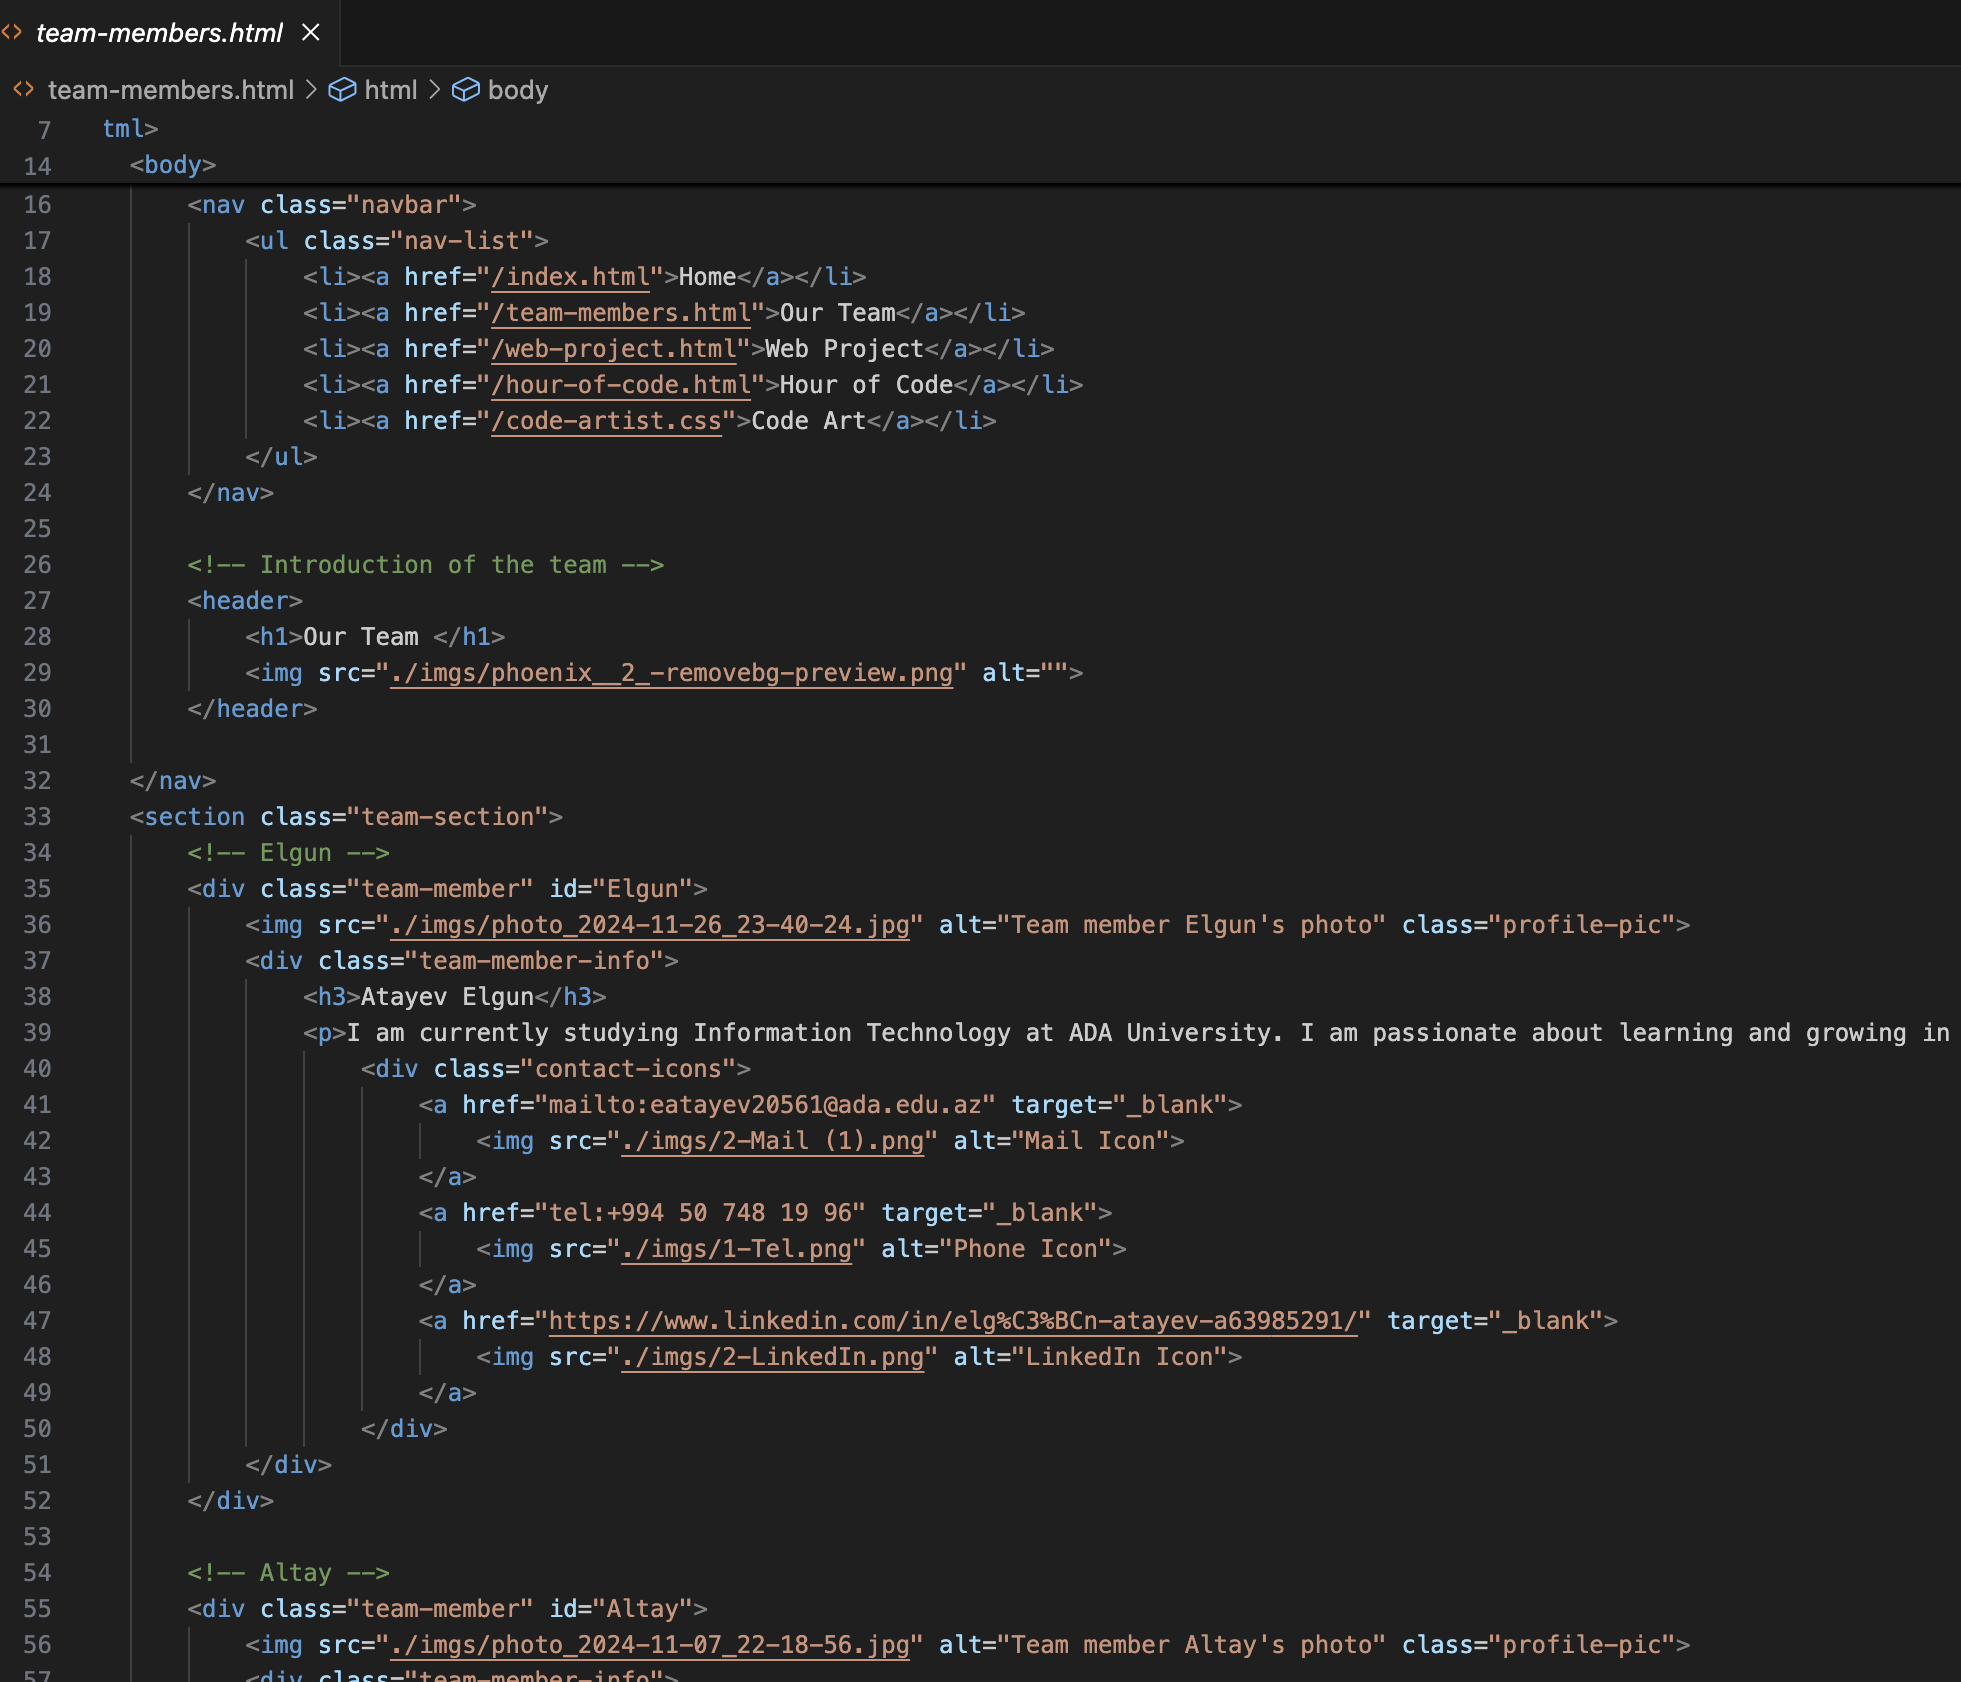 team-members.html
team-members.html > html > body
7 tml>
14 <body>
16 <nav class="navbar">
17 <ul class="nav-list">
18 <li><a href="/index.html">Home</a></li>
19 <li><a href="/team-members.html">Our Team</a></li>
20 <li><a href="/web-project.html">Web Project</a></li>
21 <li><a href="/hour-of-code.html">Hour of Code</a></li>
22 <li><a href="/code-artist.css">Code Art</a></li>
23 </ul>
24 </nav>
25
26 <!-- Introduction of the team -->
27 <header>
28 <h1>Our Team </h1>
29 <img src="./imgs/phoenix__2_-removebg-preview.png" alt="">
30 </header>
31
32 </nav>
33 <section class="team-section">
34 <!-- Elgun -->
35 <div class="team-member" id="Elgun">
36 <img src="./imgs/photo_2024-11-26_23-40-24.jpg" alt="Team member Elgun's photo" class="profile-pic">
37 <div class="team-member-info">
38 <h3>Atayev Elgun</h3>
39 <p>I am currently studying Information Technology at ADA University. I am passionate about learning and growing in
40 <div class="contact-icons">
41 <a href="mailto:eatayev20561@ada.edu.az" target="_blank">
42 <img src="./imgs/2-Mail (1).png" alt="Mail Icon">
43 </a>
44 <a href="tel:+994 50 748 19 96" target="_blank">
45 <img src="./imgs/1-Tel.png" alt="Phone Icon">
46 </a>
47 <a href="https://www.linkedin.com/in/elg%C3%BCn-atayev-a63985291/" target="_blank">
48 <img src="./imgs/2-LinkedIn.png" alt="LinkedIn Icon">
49 </a>
50 </div>
51 </div>
52 </div>
53
54 <!-- Altay -->
55 <div class="team-member" id="Altay">
56 <img src="./imgs/photo_2024-11-07_22-18-56.jpg" alt="Team member Altay's photo" class="profile-pic">
57 <div class="team-member-info">